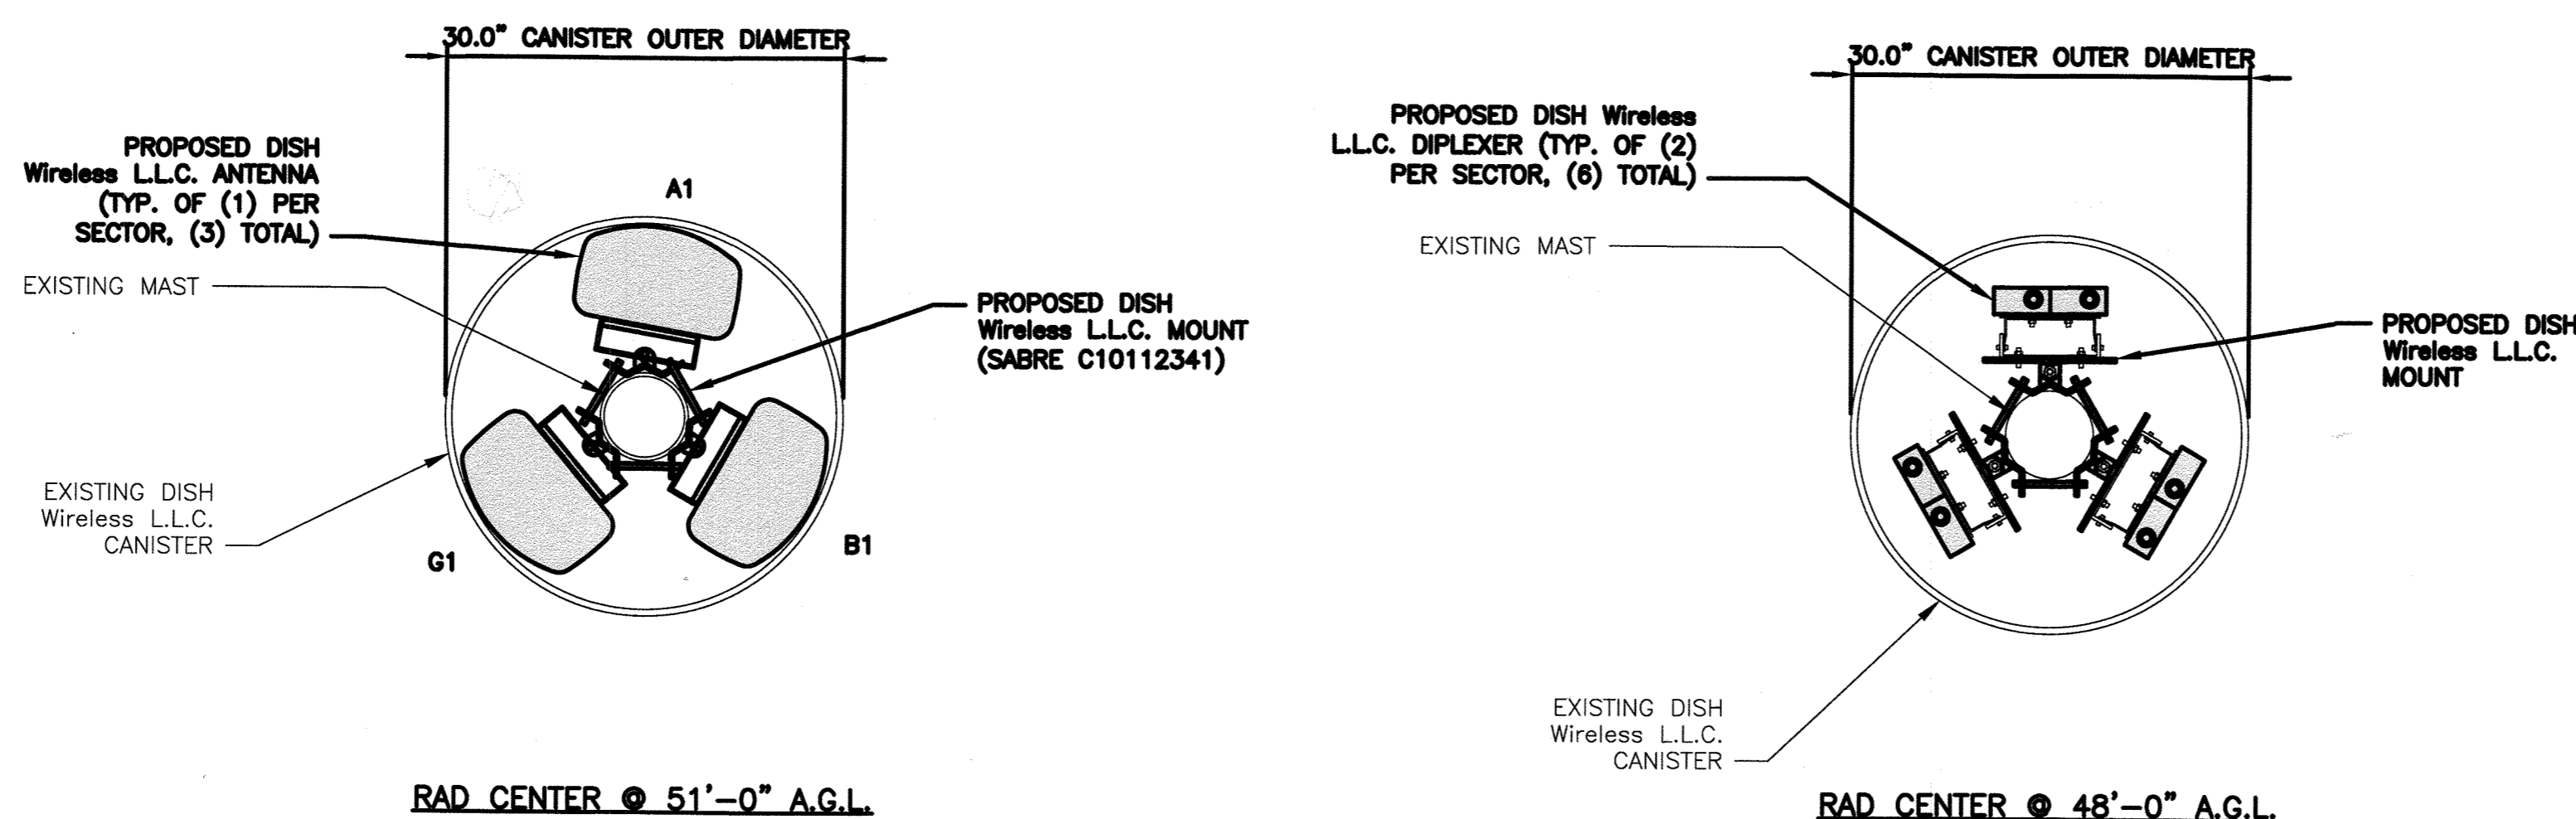 30.0" CANISTER OUTER DIAMETER
PROPOSED DISH
Wireless L.L.C. ANTENNA
(TYP. OF (1) PER
SECTOR, (3) TOTAL)
A1
EXISTING MAST
PROPOSED DISH
Wireless L.L.C. MOUNT
(SABRE C10112341)
EXISTING DISH
Wireless L.L.C.
CANISTER
G1
B1
RAD CENTER @ 51'-0" A.G.L.
30.0" CANISTER OUTER DIAMETER
PROPOSED DISH Wireless
L.L.C. DIPLEXER (TYP. OF (2)
PER SECTOR, (6) TOTAL)
EXISTING MAST
PROPOSED DISH
Wireless L.L.C.
MOUNT
EXISTING DISH
Wireless L.L.C.
CANISTER
RAD CENTER @ 48'-0" A.G.L.